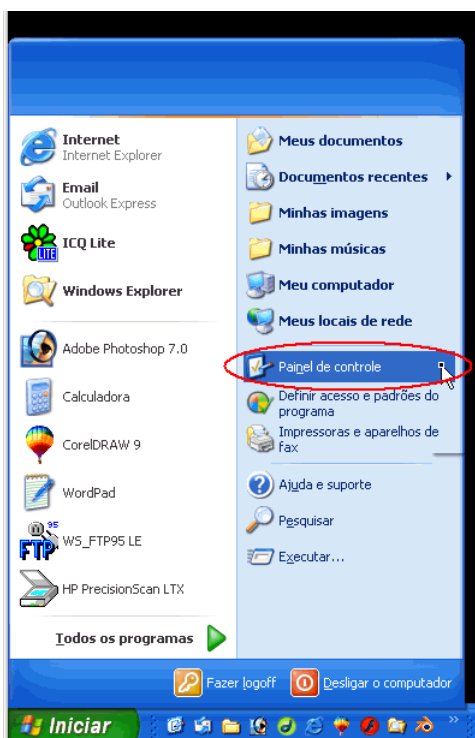 Internet
Internet Explorer
Email
Outlook Express
ICQ Lite
LITE
Windows Explorer
Adobe Photoshop 7.0
Calculadora
CorelDRAW 9
WordPad
95
FTP
WS_FTP95 LE
HP PrecisionScan LTX
Todos os programas
Meus documentos
Documentos recentes
Minhas imagens
Minhas músicas
Meu computador
Meus locais de rede
Painel de controle
Definir acesso e padrões do
programa
Impressoras e aparelhos de
fax
Ajuda e suporte
Pesquisar
Executar...
Fazer logoff
Desligar o computador
Iniciar